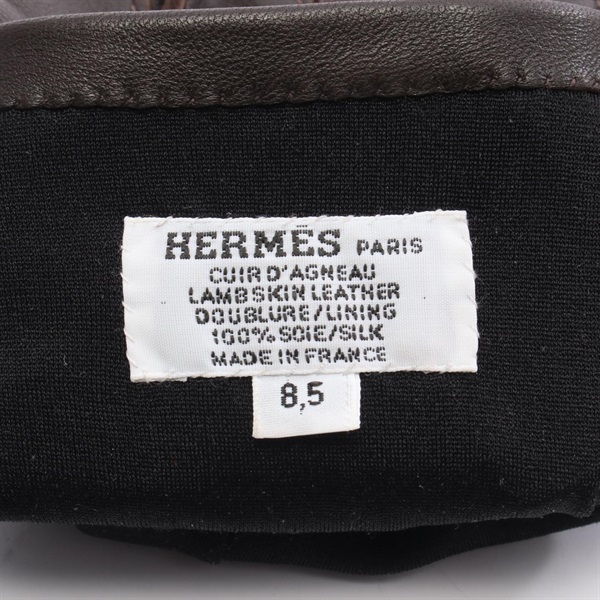 HERMÈS PARIS
CUIR D'AGNEAU
LAMBSKIN LEATHER
DOUBLURE/LINING
100% SOIE/SILK
MADE IN FRANCE
8,5